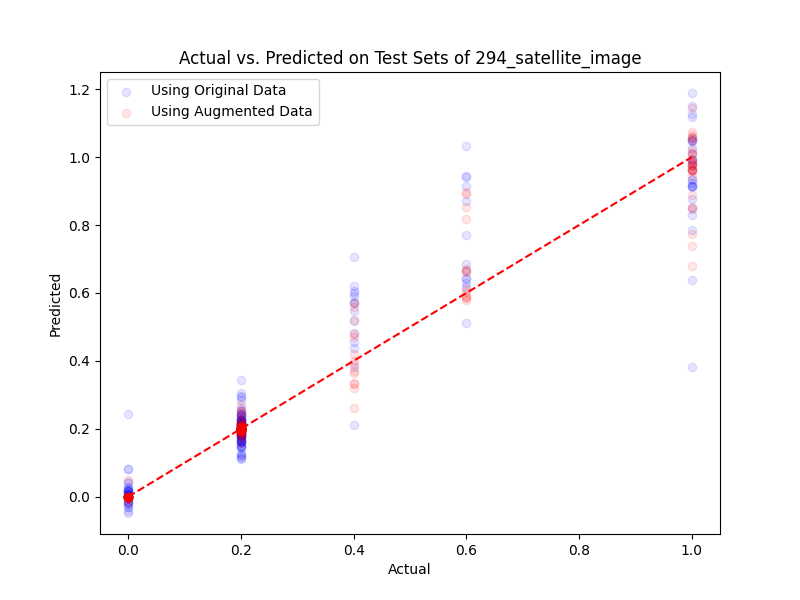 Actual vs. Predicted on Test Sets of 294_satellite_image
Using Original Data
Using Augmented Data
1.2
1.0
0.8
0.6
0.4
0.2
0.0
Predicted
0.0 0.2 0.4 0.6 0.8 1.0
Actual